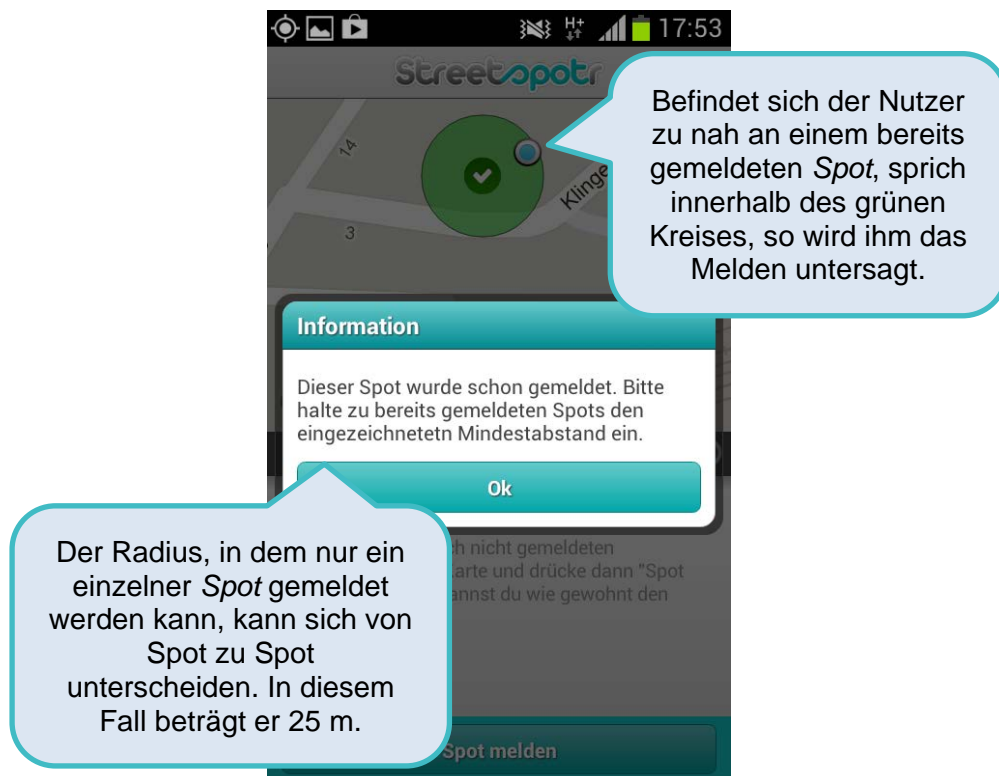 H+ 17:53
Streetspotr
Befindet sich der Nutzer
zu nah an einem bereits
gemeldeten Spot, sprich
innerhalb des grünen
Kreises, so wird ihm das
Melden untersagt.
14
Klinge
3
Information
Dieser Spot wurde schon gemeldet. Bitte
halte zu bereits gemeldeten Spots den
eingezeichnetetn Mindestabstand ein.
Ok
Der Radius, in dem nur ein
einzelner Spot gemeldet
werden kann, kann sich von
Spot zu Spot
unterscheiden. In diesem
Fall beträgt er 25 m.
ch nicht gemeldeten
arte und drücke dann "Spot
annst du wie gewohnt den
Spot melden